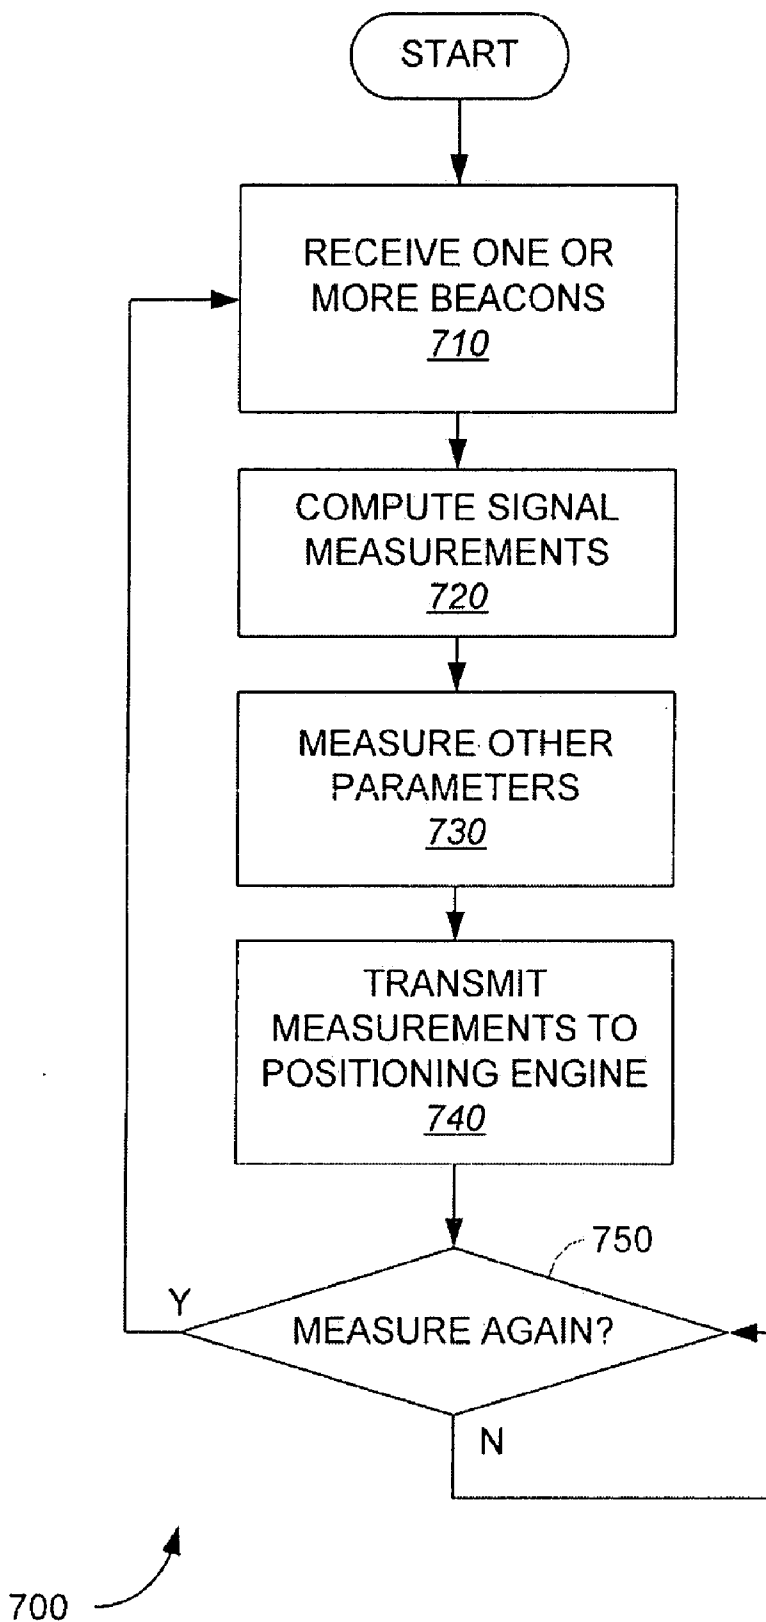 START
RECEIVE ONE OR
MORE BEACONS
710
COMPUTE SIGNAL
MEASUREMENTS
720
MEASURE OTHER
PARAMETERS
730
TRANSMIT
MEASUREMENTS TO
POSITIONING ENGINE
740
750
Y
MEASURE AGAIN?
N
700